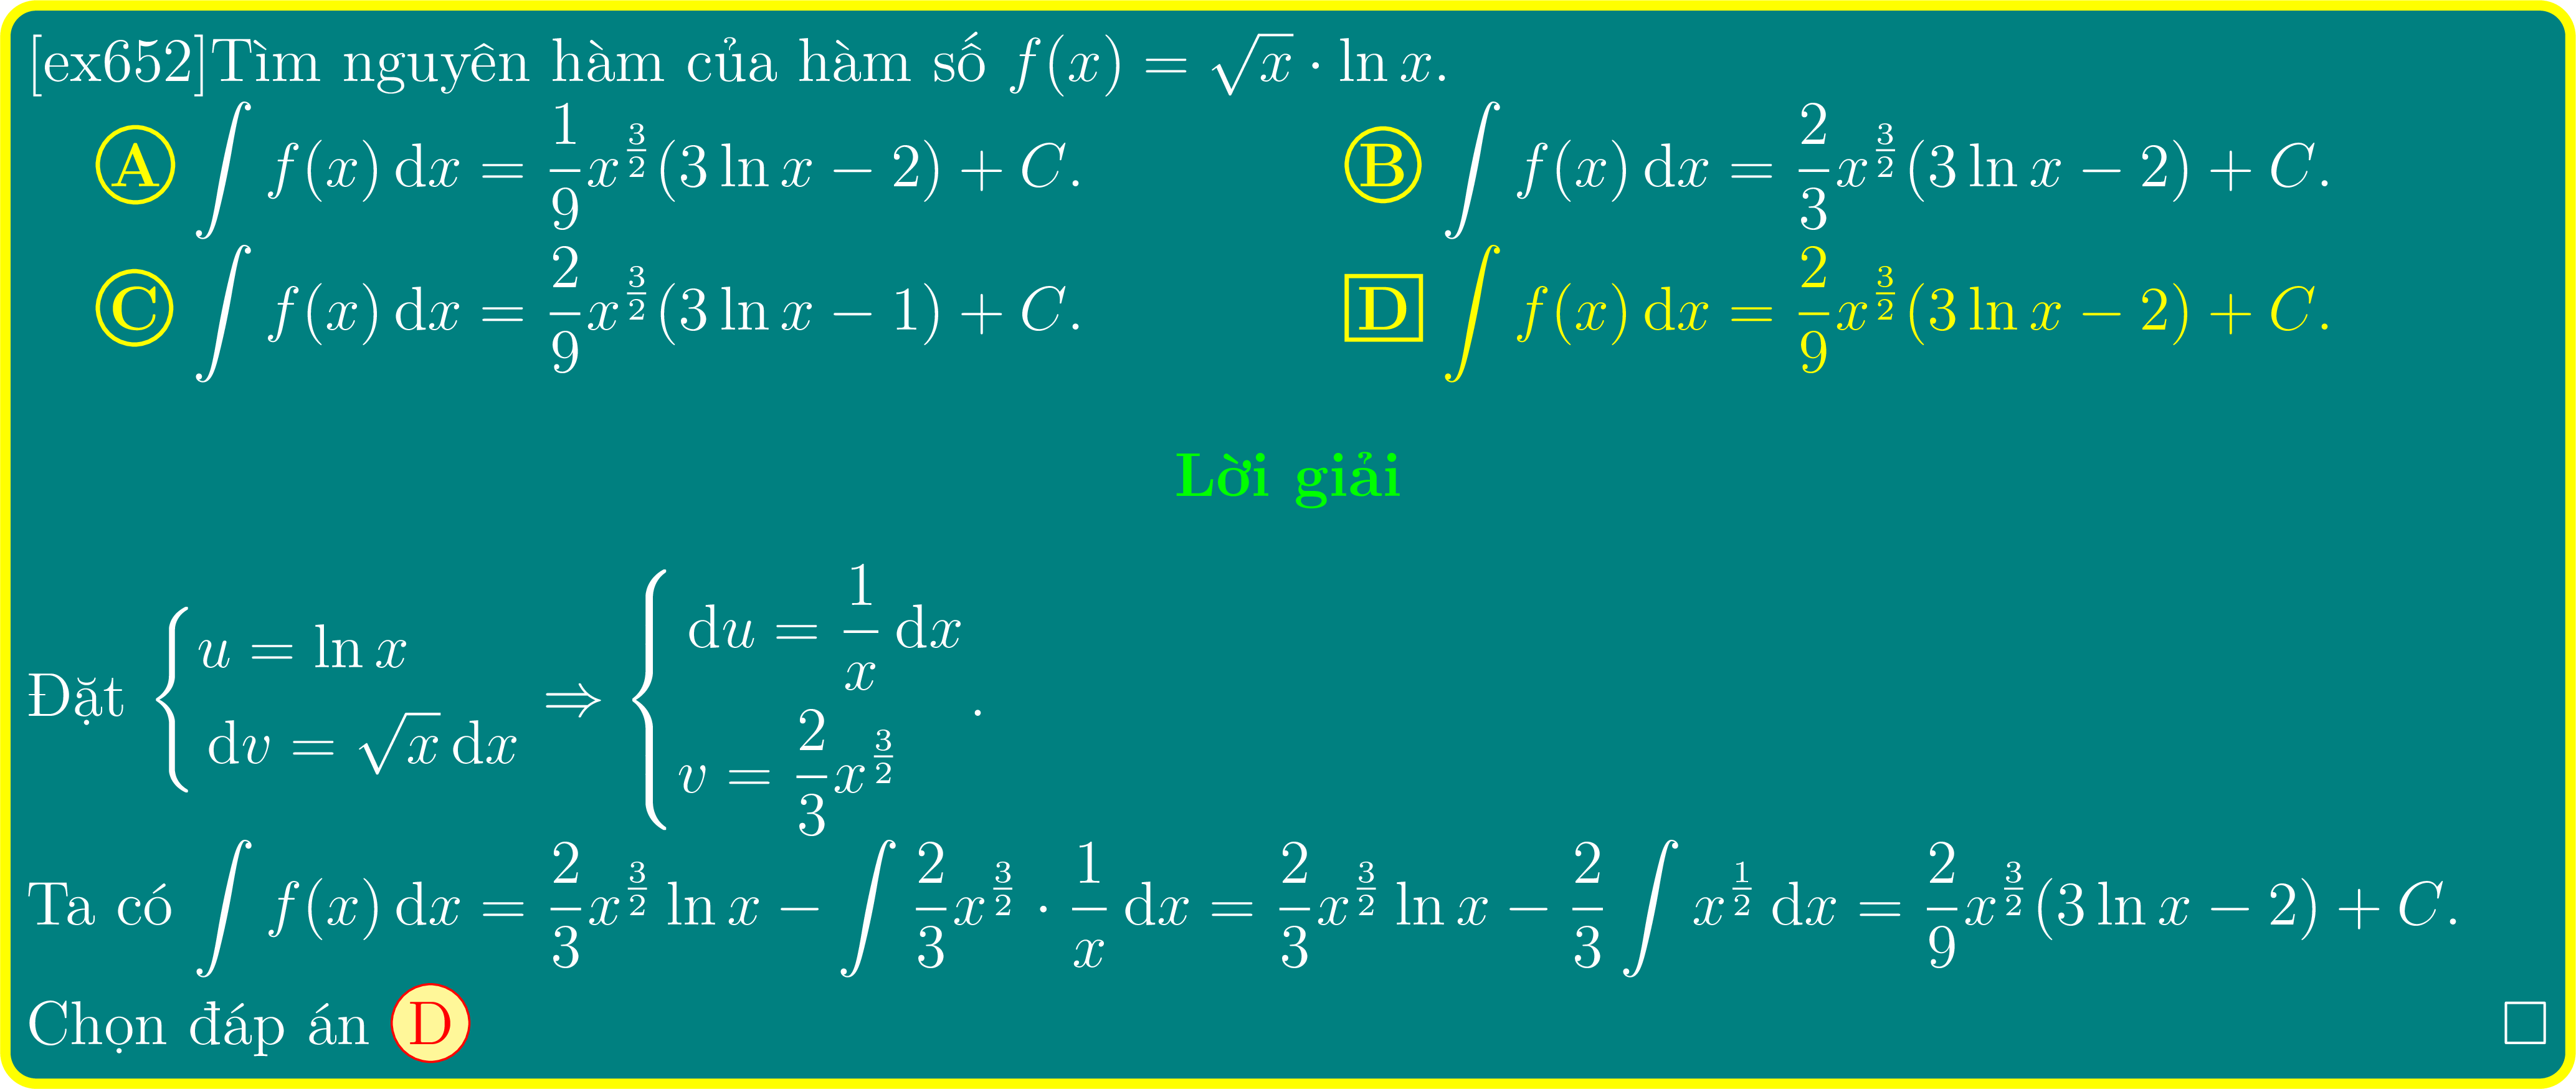 [ex652]Tìm nguyên hàm của hàm số $f(x) = \sqrt{x} \cdot \ln x$.
A $\int f(x)\,\mathrm{d}x = \frac{1}{9}x^{\frac{3}{2}}(3\ln x - 2) + C.$ B $\int f(x)\,\mathrm{d}x = \frac{2}{3}x^{\frac{3}{2}}(3\ln x - 2) + C.$
C $\int f(x)\,\mathrm{d}x = \frac{2}{9}x^{\frac{3}{2}}(3\ln x - 1) + C.$ D $\int f(x)\,\mathrm{d}x = \frac{2}{9}x^{\frac{3}{2}}(3\ln x - 2) + C.$
Lời giải
Đặt $\begin{cases} u = \ln x \\ \mathrm{d}v = \sqrt{x}\,\mathrm{d}x \end{cases} \Rightarrow \begin{cases} \mathrm{d}u = \frac{1}{x}\,\mathrm{d}x \\ v = \frac{2}{3}x^{\frac{3}{2}} \end{cases}.$
Ta có $\int f(x)\,\mathrm{d}x = \frac{2}{3}x^{\frac{3}{2}}\ln x - \int \frac{2}{3}x^{\frac{3}{2}} \cdot \frac{1}{x}\,\mathrm{d}x = \frac{2}{3}x^{\frac{3}{2}}\ln x - \frac{2}{3}\int x^{\frac{1}{2}}\,\mathrm{d}x = \frac{2}{9}x^{\frac{3}{2}}(3\ln x - 2) + C.$
Chọn đáp án D □